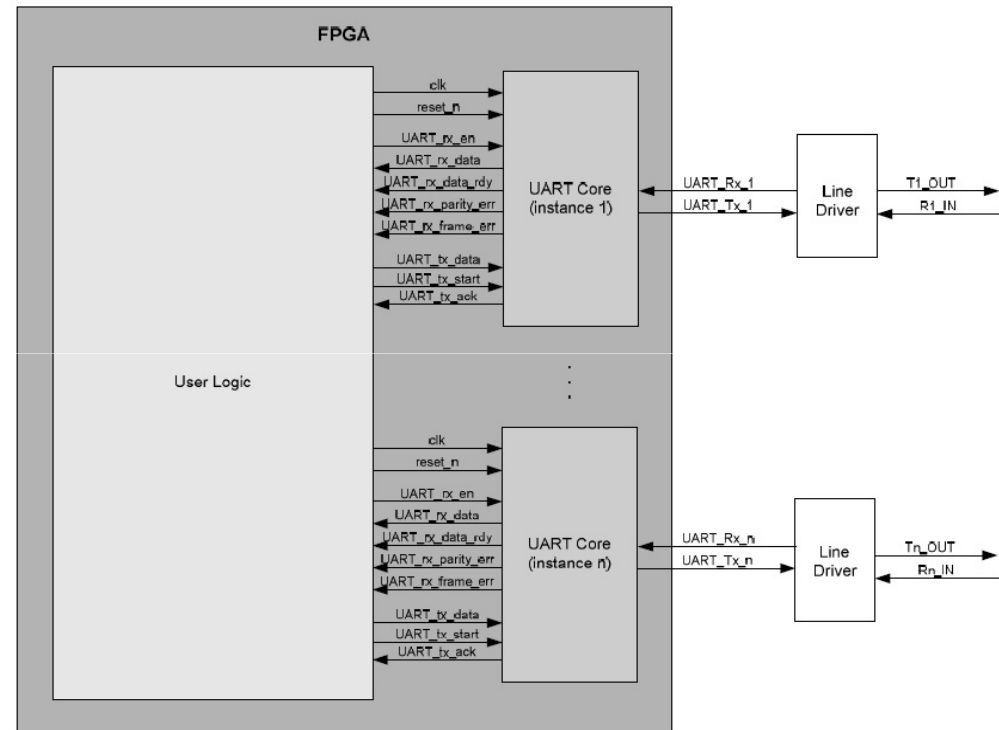 FPGA
clk
reset_n
UART_rx_en
UART_rx_data
UART_rx_data_rdy
UART_rx_parity_err
UART_rx_frame_err
UART_tx_data
UART_tx_start
UART_tx_ack
UART Core
(instance 1)
UART_Rx_1
UART_Tx_1
Line
Driver
T1_OUT
R1_IN
User Logic
clk
reset_n
UART_rx_en
UART_rx_data
UART_rx_data_rdy
UART_rx_parity_err
UART_rx_frame_err
UART_tx_data
UART_tx_start
UART_tx_ack
UART Core
(instance n)
UART_Rx_n
UART_Tx_n
Line
Driver
Tn_OUT
Rn_IN